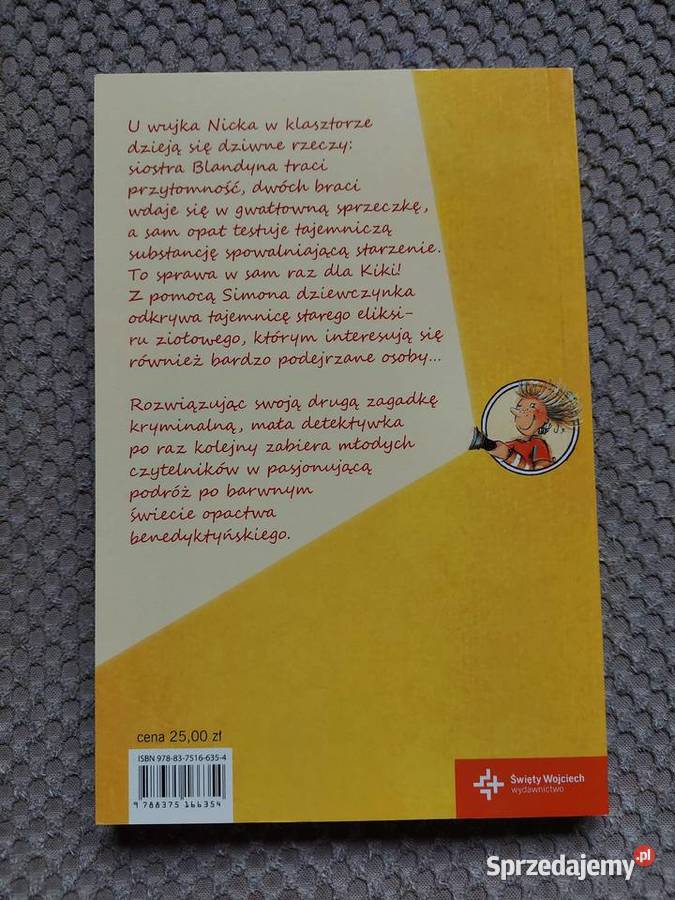 U wujka Nicka w klasztorze
dzieją się dziwne rzeczy:
siostra Blandyna traci
przytomność, dwóch braci
wdaje się w gwałtowną sprzeczkę,
a sam opat testuje tajemniczą
substancję spowalniającą starzenie.
To sprawa w sam raz dla Kiki!
Z pomocą Simona dziewczynka
odkrywa tajemnicę starego eliksi-
ru ziołowego, którym interesują się
również bardzo podejrzane osoby...
Rozwiązując swoją drugą zagadkę
kryminalną, mała detektywka
po raz kolejny zabiera młodych
czytelników w pasjonującą
podróż po barwnym
świecie opactwa
benedyktyńskiego.
cena 25,00 zł
ISBN 978-83-7516-635-4
9 788375 166354
Święty Wojciech
wydawnictwo
Sprzedajemy.pl